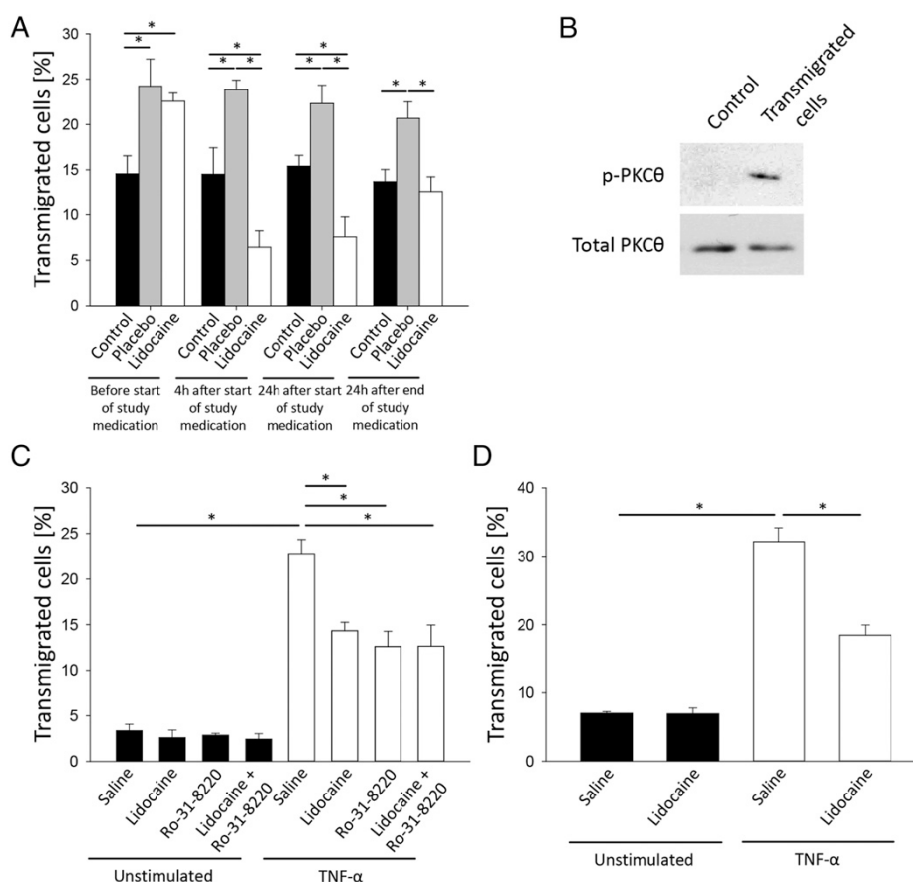 A
Transmigrated cells [%]
30
25
20
15
10
5
0
* *
* * *
* * *
* *
Control Placebo Lidocaine
Control Placebo Lidocaine
Control Placebo Lidocaine
Control Placebo Lidocaine
Before start
of study
medication
4h after start
of study
medication
24h after start
of study
medication
24h after end
of study
medication
B
Control
Transmigrated
cells
p-PKCθ
Total PKCθ
C
Transmigrated cells [%]
30
25
20
15
10
5
0
*
*
*
*
Saline
Lidocaine
Ro-31-8220
Lidocaine +
Ro-31-8220
Saline
Lidocaine
Ro-31-8220
Lidocaine +
Ro-31-8220
Unstimulated
TNF-α
D
Transmigrated cells [%]
40
30
20
10
0
* *
Saline
Lidocaine
Saline
Lidocaine
Unstimulated
TNF-α